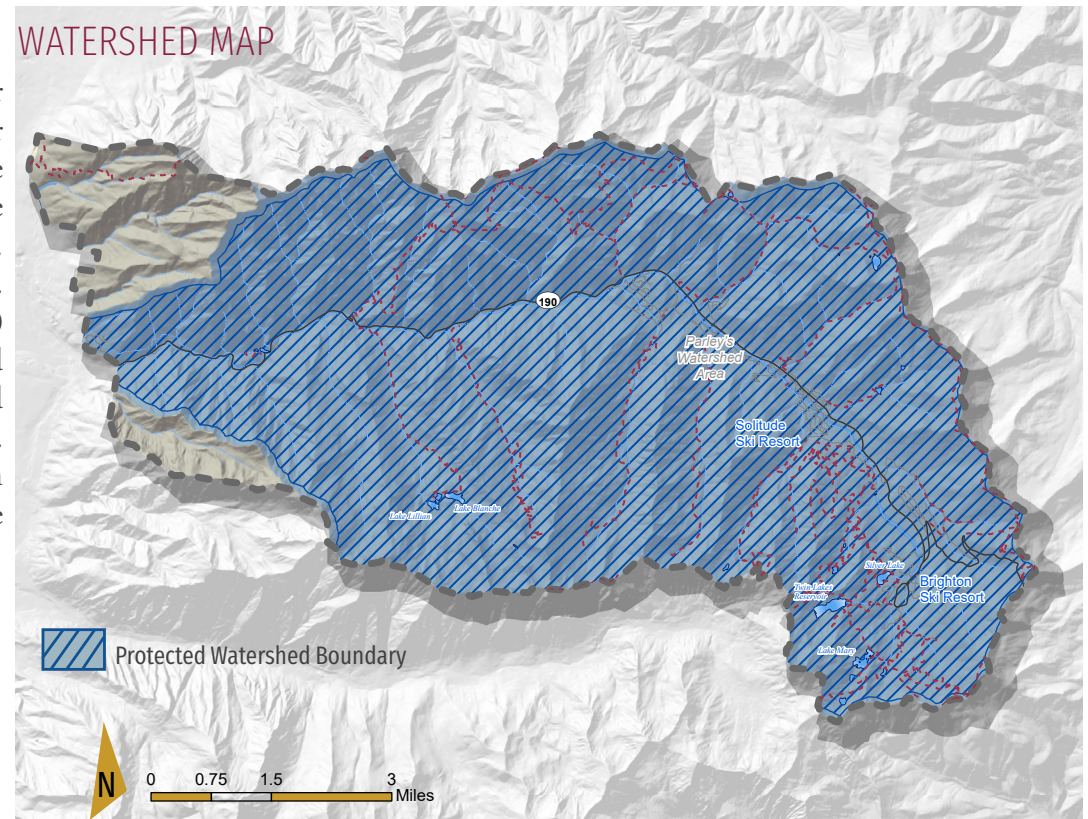 WATERSHED MAP
190
Parley's
Watershed
Area
Solitude
Ski Resort
Lake Lillian
Lake Blanche
Silver Lake
Twin Lakes
Reservoir
Brighton
Ski Resort
Lake Mary
Protected Watershed Boundary
N
0 0.75 1.5 3
Miles